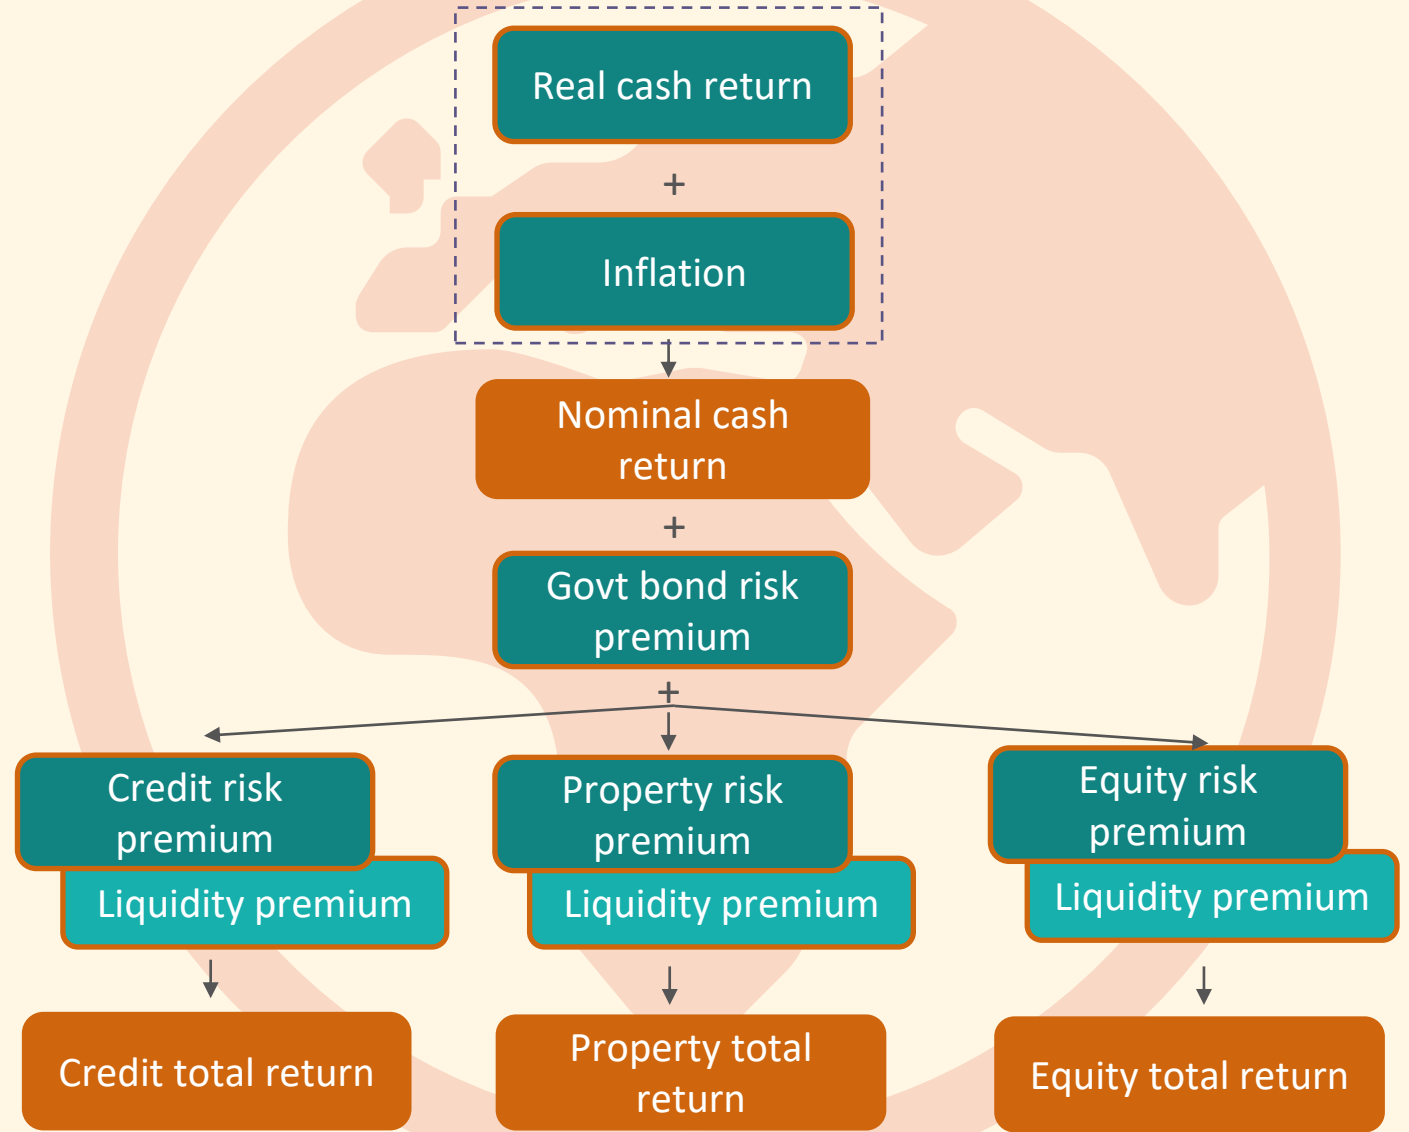 Real cash return
+
Inflation
Nominal cash
return
+
Govt bond risk
premium
+
Credit risk
premium
Liquidity premium
Property risk
premium
Liquidity premium
Equity risk
premium
Liquidity premium
Credit total return
Property total
return
Equity total return